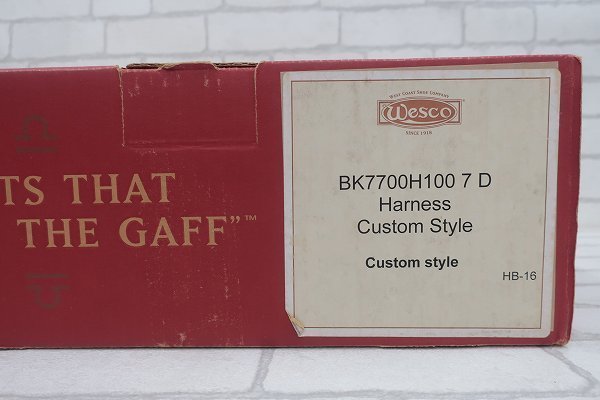 TS THAT
THE GAFF”™
WEST COAST SHOE COMPANY
Wesco
SINCE 1918
BK7700H100 7 D
Harness
Custom Style
Custom style
HB-16